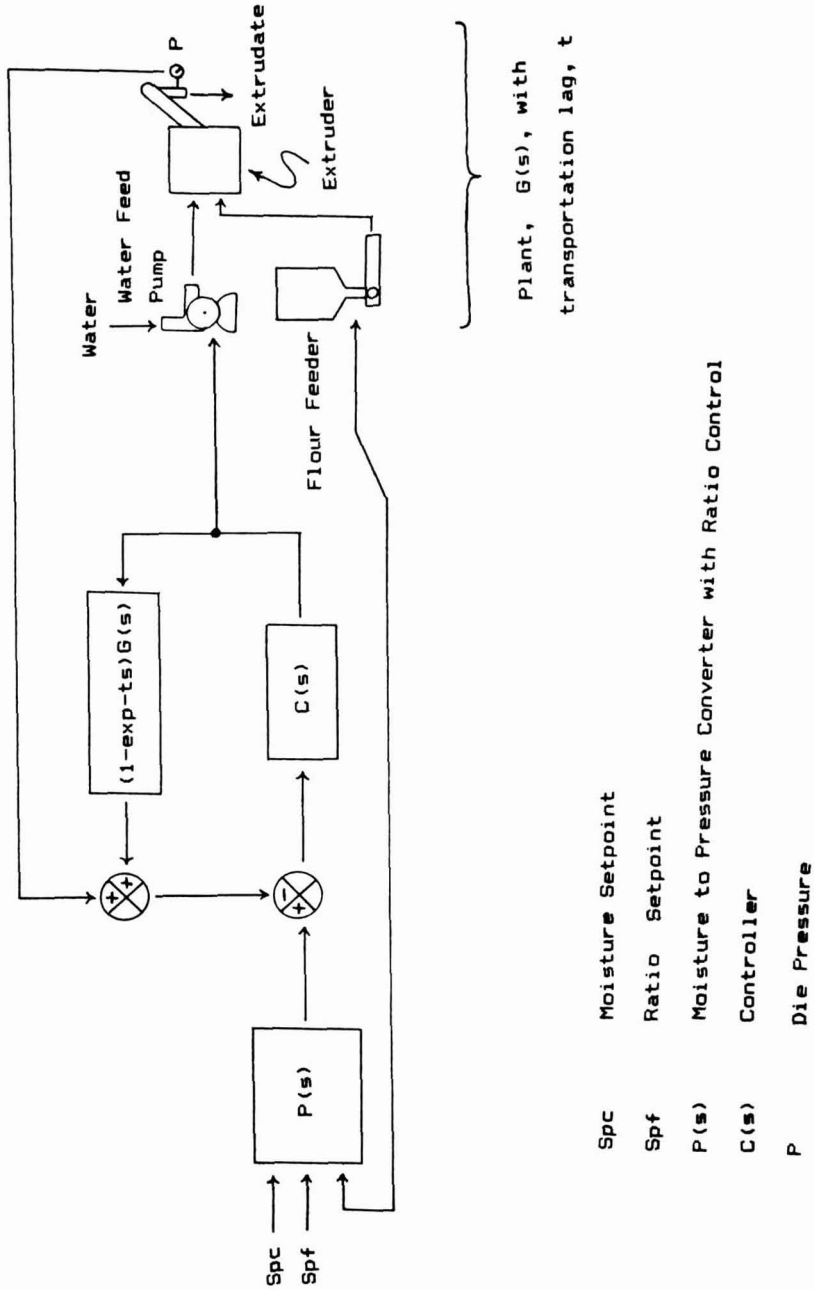 P
Extrudate
Extruder
Water
Water Feed
Pump
Flour Feeder
Plant, G(s), with
transportation lag, t
(1-exp-ts)G(s)
C(s)
+ +
+ -
P(s)
Spc
Spf
Spc Moisture Setpoint
Spf Ratio Setpoint
P(s) Moisture to Pressure Converter with Ratio Control
C(s) Controller
P Die Pressure